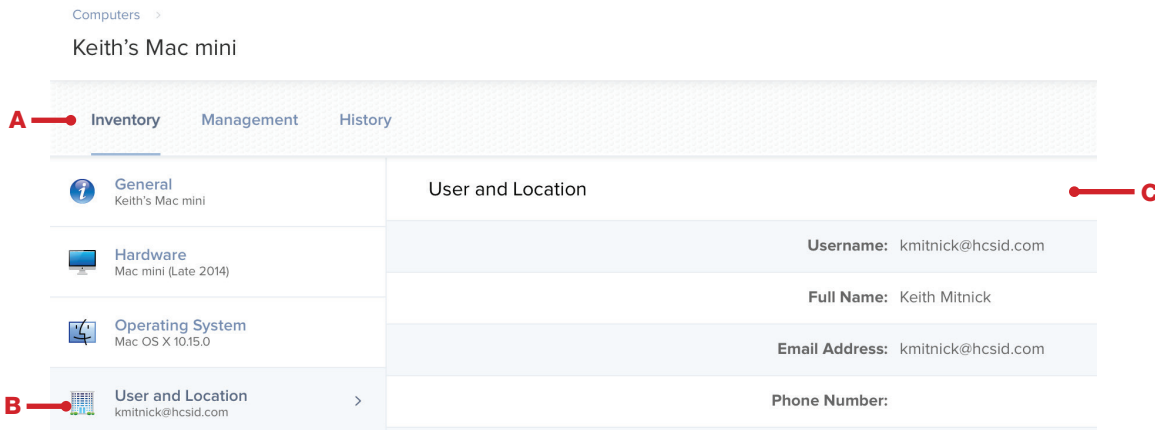 Computers >
Keith's Mac mini
A
Inventory Management History
General
Keith's Mac mini
Hardware
Mac mini (Late 2014)
Operating System
Mac OS X 10.15.0
B
User and Location
kmitnick@hcsid.com
User and Location
C
Username: kmitnick@hcsid.com
Full Name: Keith Mitnick
Email Address: kmitnick@hcsid.com
Phone Number: